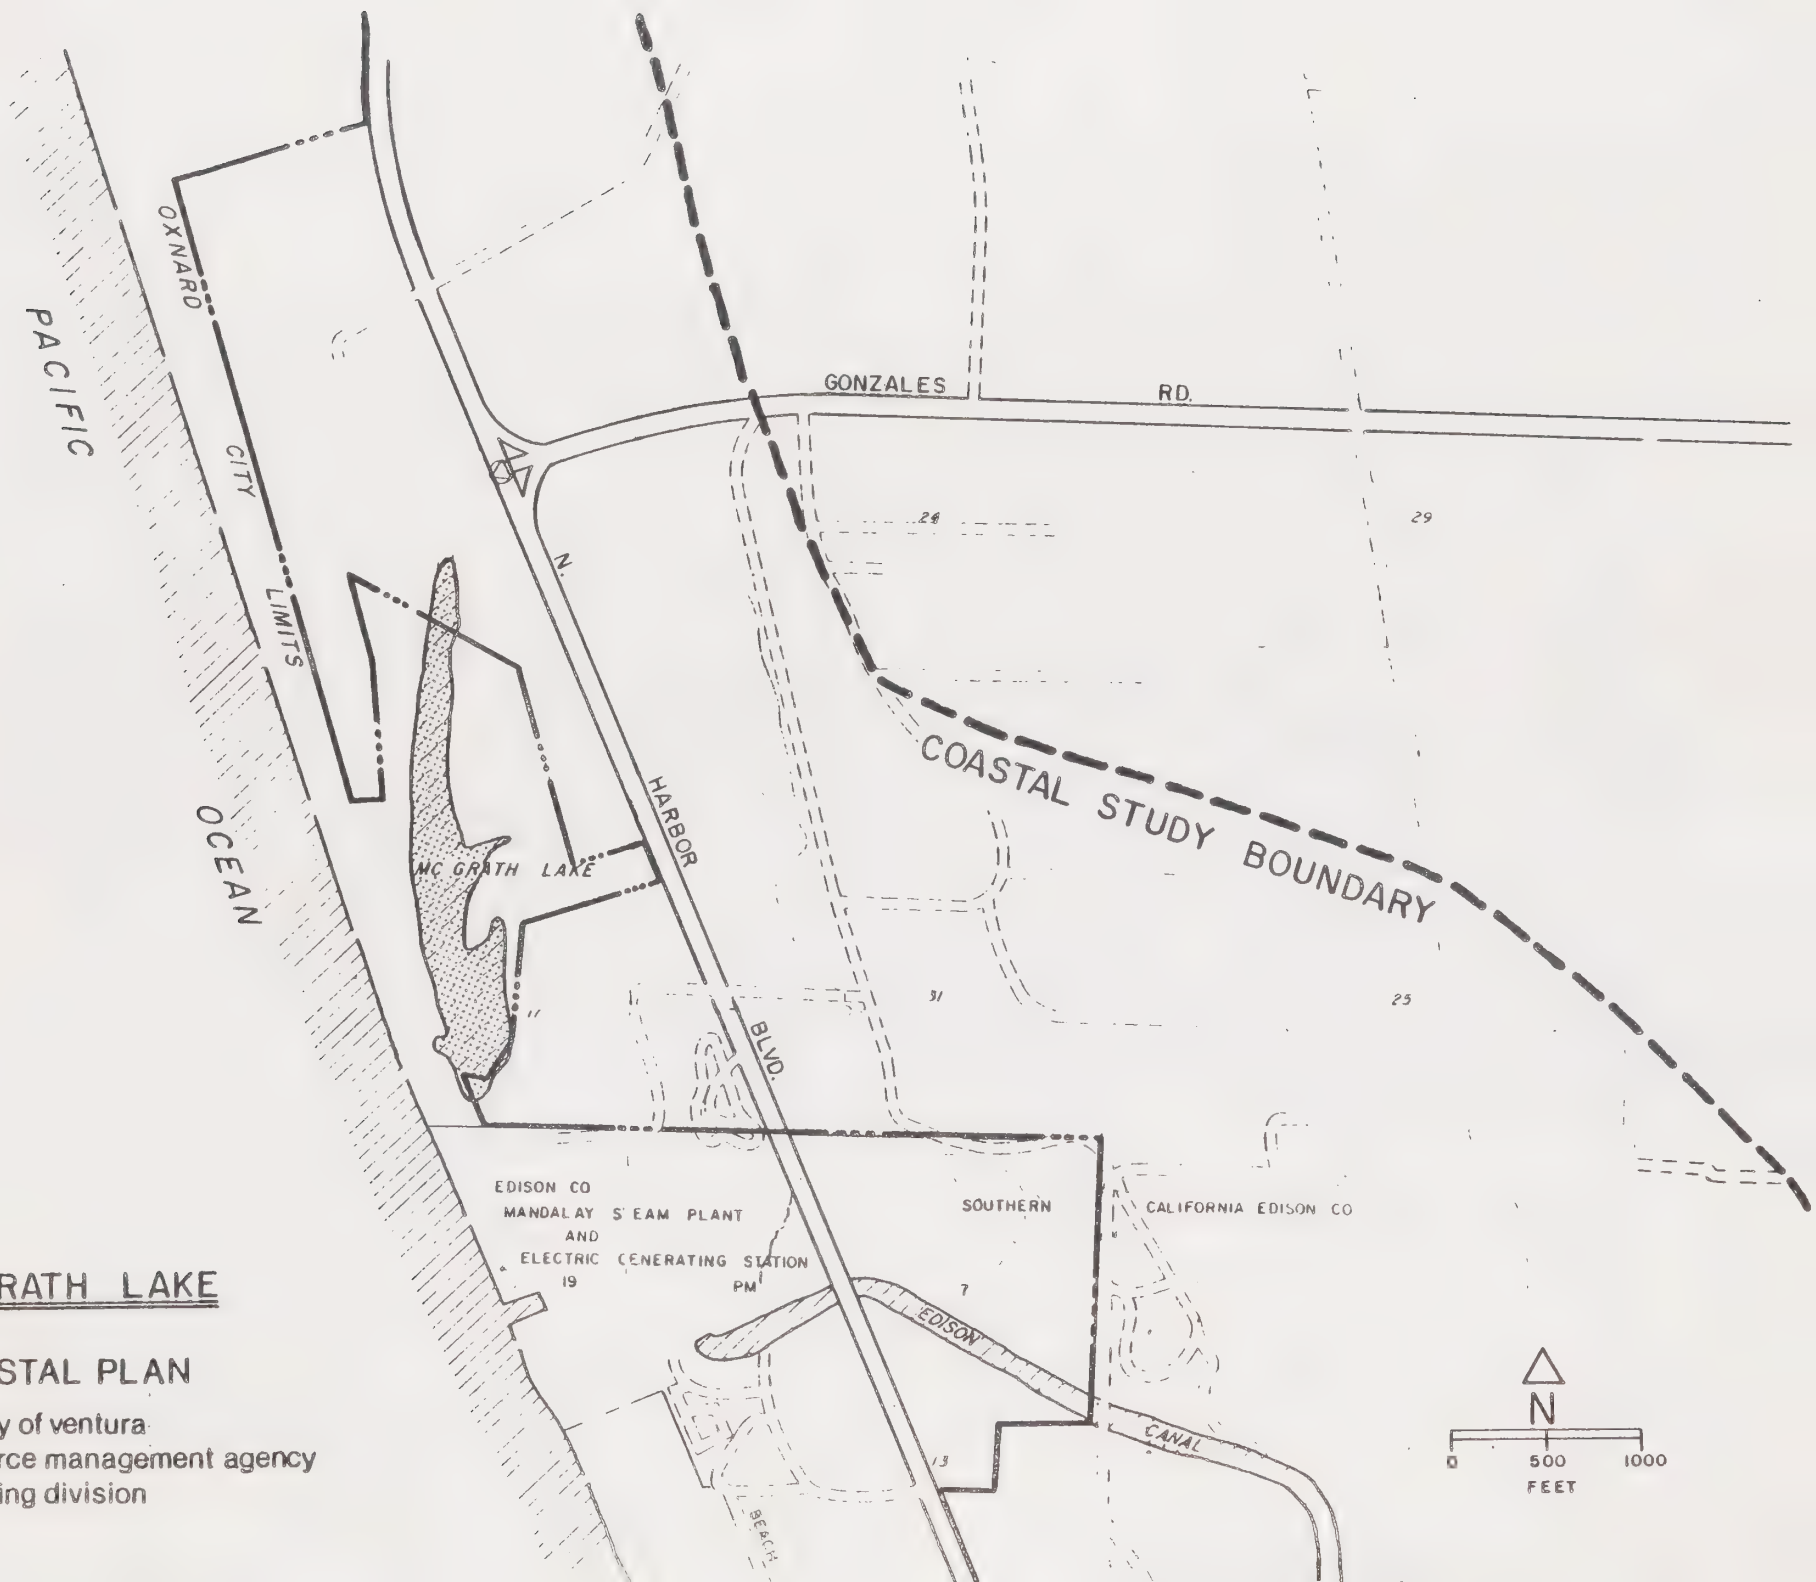 PACIFIC
OCEAN
OXNARD
CITY
LIMITS
GONZALES RD.
N.
HARBOR
BLVD.
29
COASTAL STUDY BOUNDARY
MC GRATH LAKE
11
31
25
EDISON CO
MANDALAY S EAM PLANT
AND
ELECTRIC GENERATING STATION
19
PM
SOUTHERN
CALIFORNIA EDISON CO
7
EDISON
CANAL
13
BEACH
RATH LAKE
STAL PLAN
y of ventura
rce management agency
ing division
N
0 500 1000
FEET